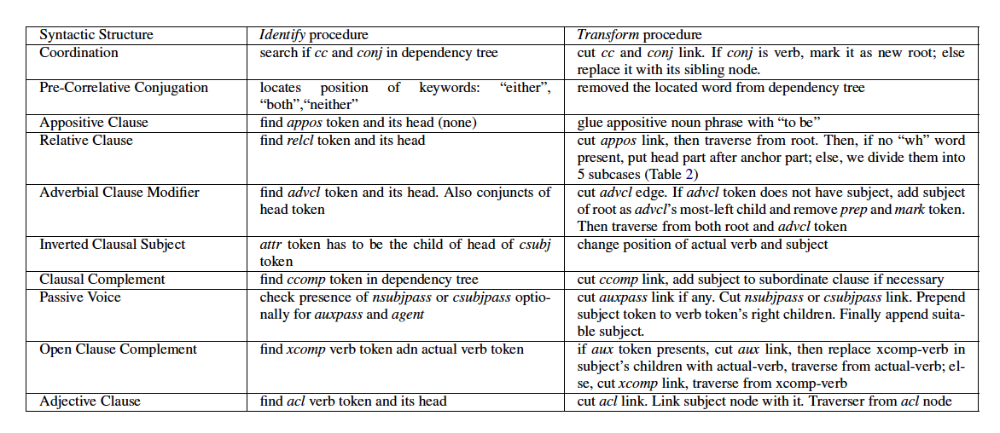 Syntactic Structure Identify procedure Transform procedure
Coordination search if cc and conj in dependency tree cut cc and conj link. If conj is verb, mark it as new root; else
replace it with its sibling node.
Pre-Correlative Conjugation locates position of keywords: “either”, removed the located word from dependency tree
“both”,“neither”
Appositive Clause find appos token and its head (none) glue appositive noun phrase with “to be”
Relative Clause find relcl token and its head cut appos link, then traverse from root. Then, if no “wh” word
present, put head part after anchor part; else, we divide them into
5 subcases (Table 2)
Adverbial Clause Modifier find advcl token and its head. Also conjuncts of cut advcl edge. If advcl token does not have subject, add subject
head token of root as advcl’s most-left child and remove prep and mark token.
Then traverse from both root and advcl token
Inverted Clausal Subject attr token has to be the child of head of csubj change position of actual verb and subject
token
Clausal Complement find ccomp token in dependency tree cut ccomp link, add subject to subordinate clause if necessary
Passive Voice check presence of nsubjpass or csubjpass optio- cut auxpass link if any. Cut nsubjpass or csubjpass link. Prepend
nally for auxpass and agent subject token to verb token’s right children. Finally append suita-
ble subject.
Open Clause Complement find xcomp verb token adn actual verb token if aux token presents, cut aux link, then replace xcomp-verb in
subject’s children with actual-verb, traverse from actual-verb; el-
se, cut xcomp link, traverse from xcomp-verb
Adjective Clause find acl verb token and its head cut acl link. Link subject node with it. Traverser from acl node